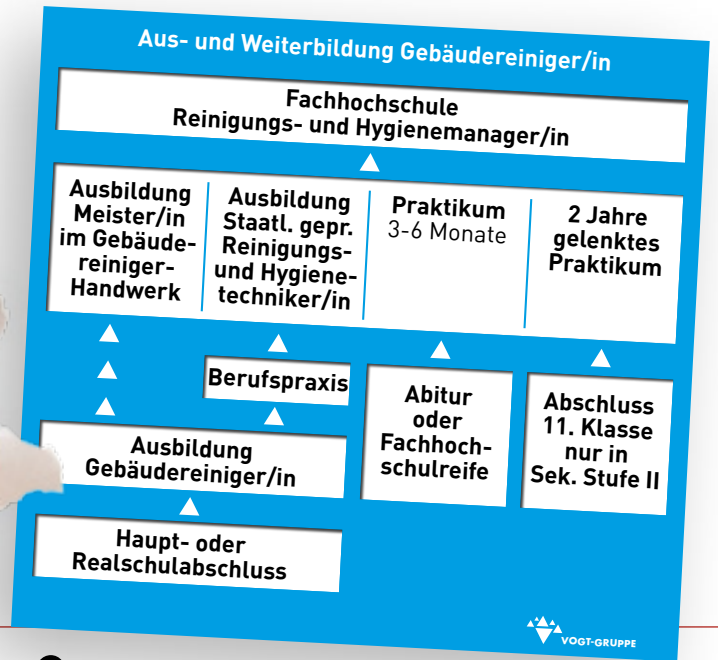 Aus- und Weiterbildung Gebäudereiniger/in
Fachhochschule
Reinigungs- und Hygienemanager/in
Ausbildung
Meister/in
im Gebäude-
reiniger-
Handwerk
Ausbildung
Staatl. gepr.
Reinigungs-
und Hygiene-
techniker/in
Praktikum
3-6 Monate
2 Jahre
gelenktes
Praktikum
Berufspraxis
Abitur
oder
Fachhoch-
schulreife
Abschluss
11. Klasse
nur in
Sek. Stufe II
Ausbildung
Gebäudereiniger/in
Haupt- oder
Realschulabschluss
VOGT-GRUPPE